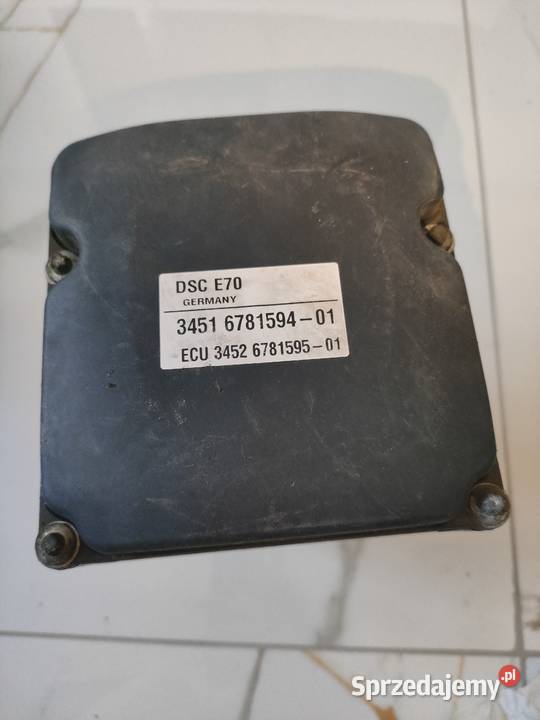 DSC E70
GERMANY
3451 6781594-01
ECU 3452 6781595-01
Sprzedajemy.pl